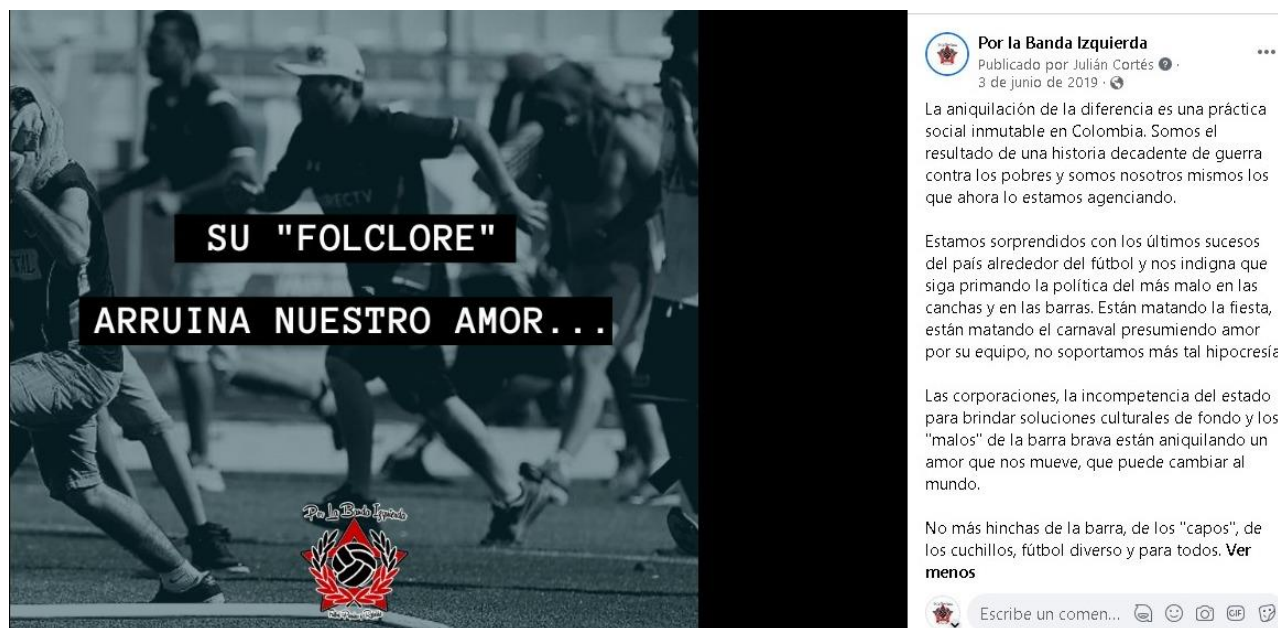 SU "FOLCLORE"
ARRUINA NUESTRO AMOR...
Por La Banda Izquierda
Por la Banda Izquierda
Publicado por Julián Cortés
3 de junio de 2019 ·
La aniquilación de la diferencia es una práctica
social inmutable en Colombia. Somos el
resultado de una historia decadente de guerra
contra los pobres y somos nosotros mismos los
que ahora lo estamos agenciando.
Estamos sorprendidos con los últimos sucesos
del país alrededor del fútbol y nos indigna que
siga primando la política del más malo en las
canchas y en las barras. Están matando la fiesta,
están matando el carnaval presumiendo amor
por su equipo, no soportamos más tal hipocresía
Las corporaciones, la incompetencia del estado
para brindar soluciones culturales de fondo y los
"malos" de la barra brava están aniquilando un
amor que nos mueve, que puede cambiar al
mundo.
No más hinchas de la barra, de los "capos", de
los cuchillos, fútbol diverso y para todos. Ver
menos
Escribe un comen...
GIF